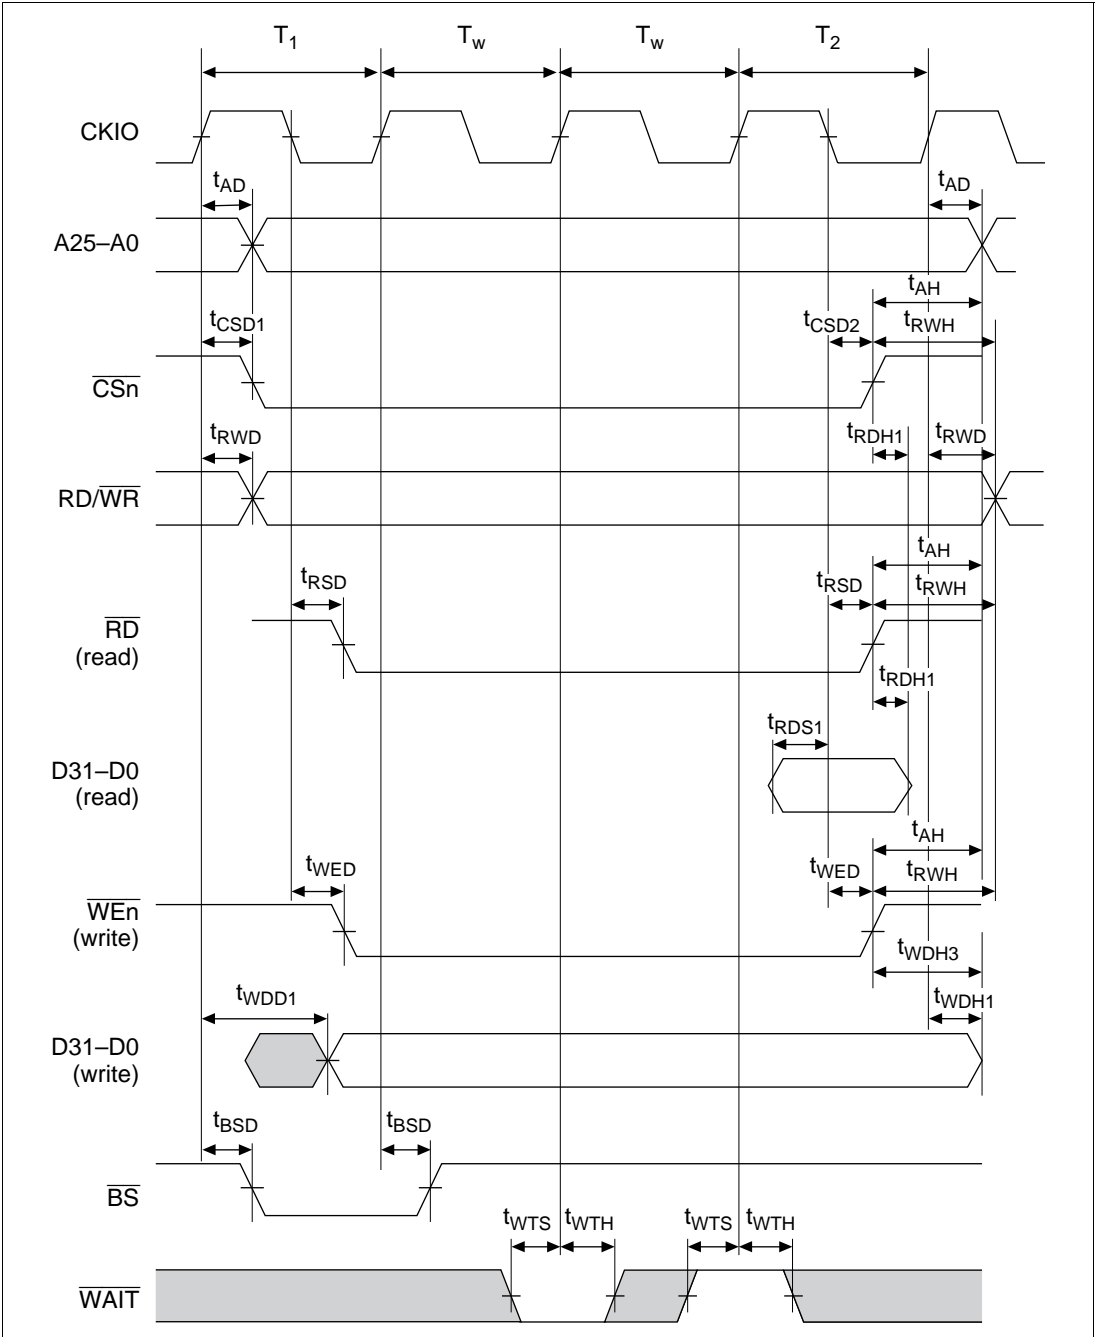 T1 Tw Tw T2
CKIO
tAD tAD
A25–A0
tAH
tCSD1 tCSD2 tRWH
CSn
tRWD tRDH1 tRWD
RD/WR
tAH
tRSD tRSD tRWH
RD
(read)
tRDH1
tRDS1
D31–D0
(read)
tAH
tWED tWED tRWH
WEn
(write)
tWDH3
tWDD1 tWDH1
D31–D0
(write)
tBSD tBSD
BS
tWTS tWTH tWTS tWTH
WAIT